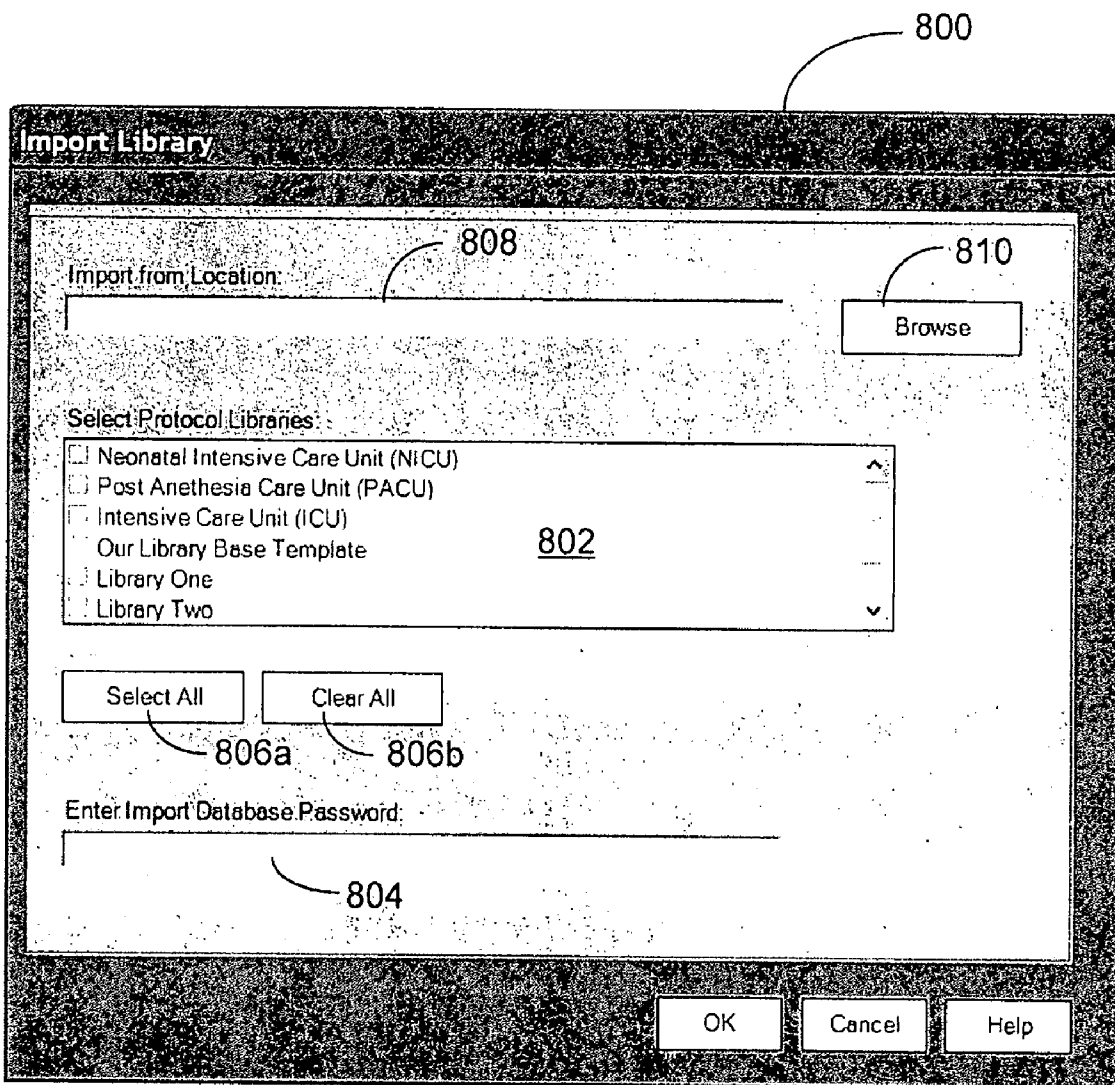 800
Import Library
808
810
Import from Location:
Browse
Select Protocol Libraries:
Neonatal Intensive Care Unit (NICU)
Post Anethesia Care Unit (PACU)
Intensive Care Unit (ICU)
Our Library Base Template
802
Library One
Library Two
Select All
Clear All
806a
806b
Enter Import Database Password:
804
OK
Cancel
Help